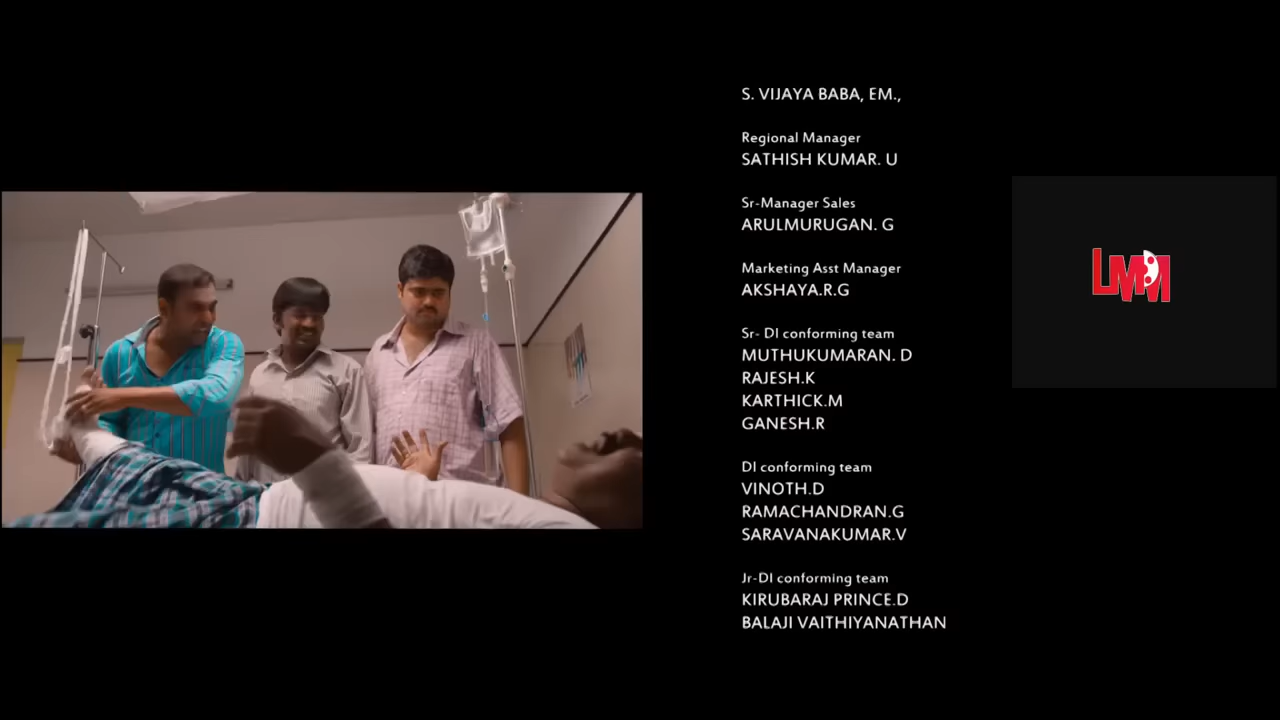 S. VIJAYA BABA, EM.,
Regional Manager
SATHISH KUMAR. U
Sr-Manager Sales
ARULMURUGAN. G
Marketing Asst Manager
AKSHAYA.R.G
Sr- DI conforming team
MUTHUKUMARAN. D
RAJESH.K
KARTHICK.M
GANESH.R
DI conforming team
VINOTH.D
RAMACHANDRAN.G
SARAVANAKUMAR.V
Jr-DI conforming team
KIRUBARAJ PRINCE.D
BALAJI VAITHIYANATHAN
LMM